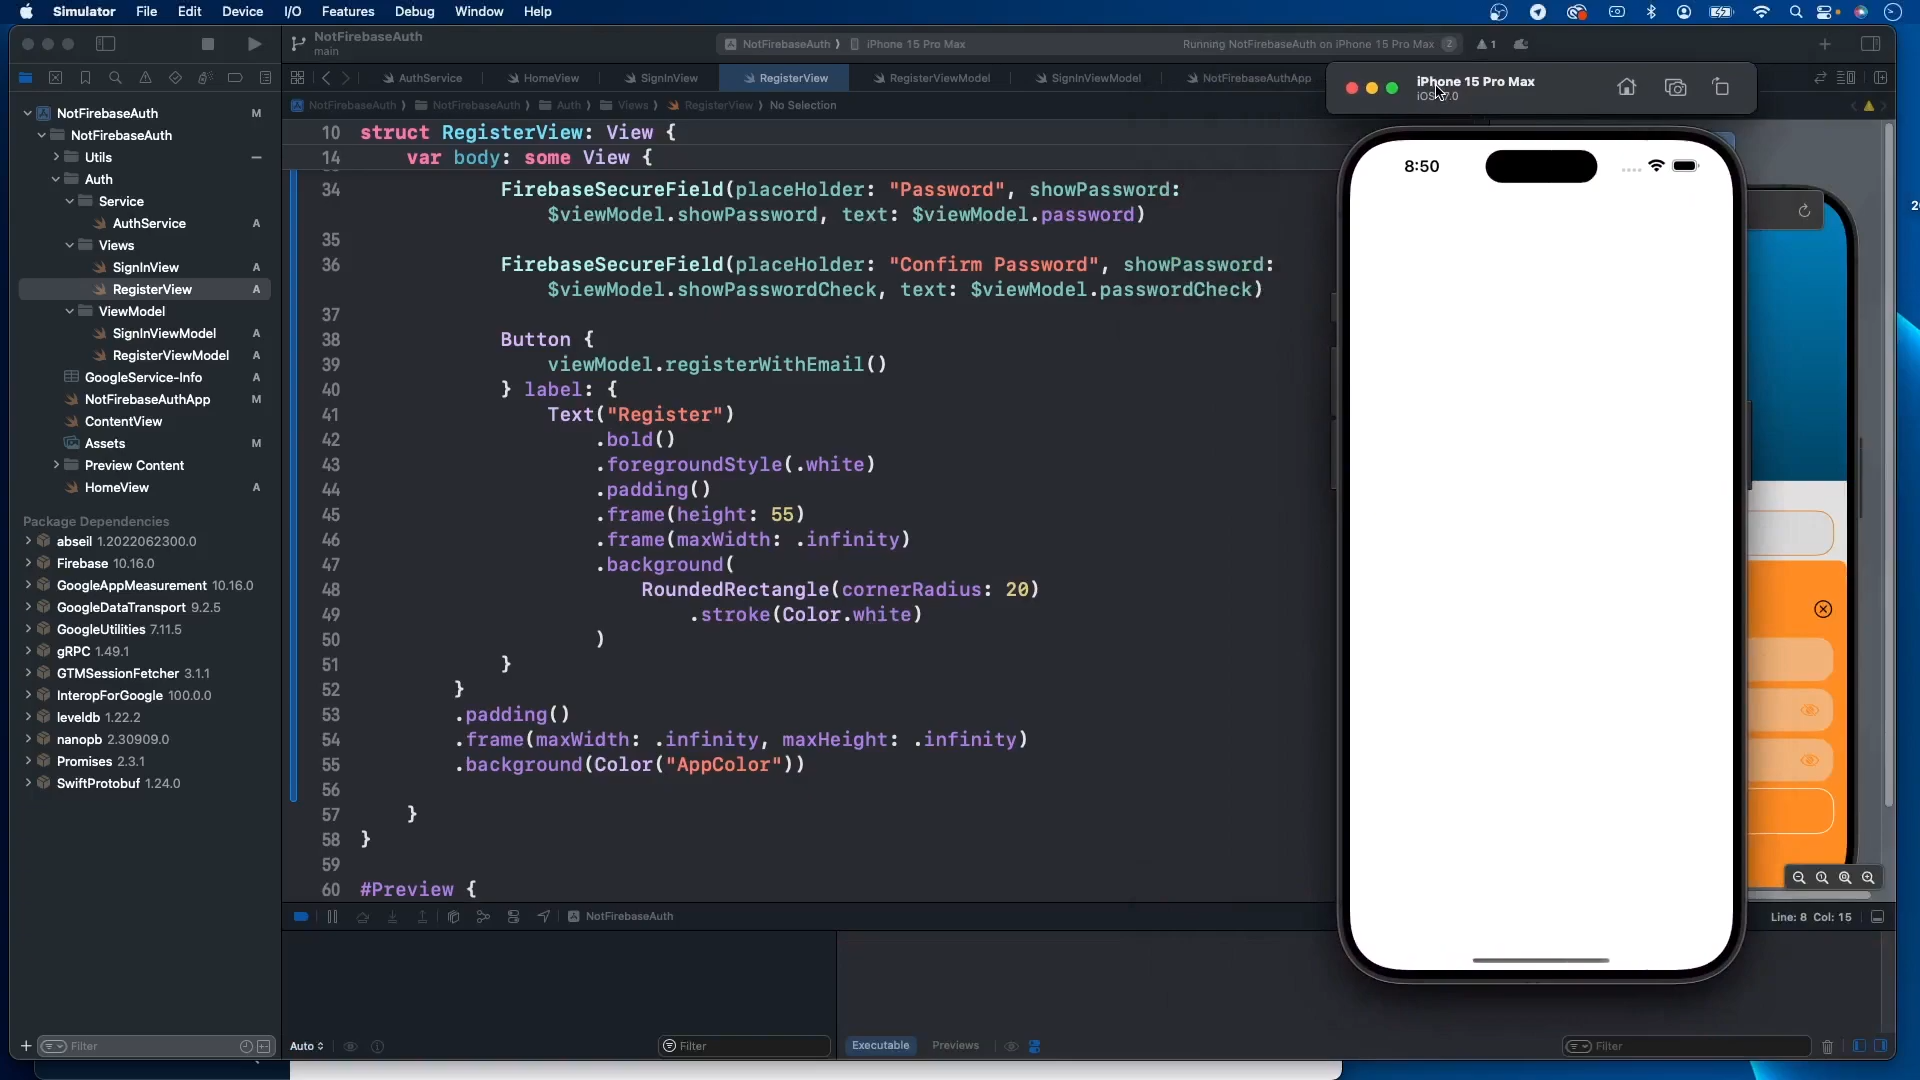 Simulator File Edit Device I/O Features Debug Window Help
NotFirebaseAuth
main
NotFirebaseAuth iPhone 15 Pro Max
Running NotFirebaseAuth on iPhone 15 Pro Max 2
1
AuthService HomeView SignInView RegisterView RegisterViewModel SignInViewModel NotFirebaseAuthApp
NotFirebaseAuth NotFirebaseAuth Auth Views RegisterView No Selection
NotFirebaseAuth M
NotFirebaseAuth
Utils
Auth
Service
AuthService A
Views
SignInView A
RegisterView A
ViewModel
SignInViewModel A
RegisterViewModel A
GoogleService-Info A
NotFirebaseAuthApp M
ContentView
Assets M
Preview Content
HomeView A
Package Dependencies
abseil 1.2022062300.0
Firebase 10.16.0
GoogleAppMeasurement 10.16.0
GoogleDataTransport 9.2.5
GoogleUtilities 7.11.5
gRPC 1.49.1
GTMSessionFetcher 3.1.1
InteropForGoogle 100.0.0
leveldb 1.22.2
nanopb 2.30909.0
Promises 2.3.1
SwiftProtobuf 1.24.0
Filter
10 struct RegisterView: View {
14 var body: some View {
34 FirebaseSecureField(placeHolder: "Password", showPassword:
$viewModel.showPassword, text: $viewModel.password)
35
36 FirebaseSecureField(placeHolder: "Confirm Password", showPassword:
$viewModel.showPasswordCheck, text: $viewModel.passwordCheck)
37
38 Button {
39 viewModel.registerWithEmail()
40 } label: {
41 Text("Register")
42 .bold()
43 .foregroundStyle(.white)
44 .padding()
45 .frame(height: 55)
46 .frame(maxWidth: .infinity)
47 .background(
48 RoundedRectangle(cornerRadius: 20)
49 .stroke(Color.white)
50 )
51 }
52 }
53 .padding()
54 .frame(maxWidth: .infinity, maxHeight: .infinity)
55 .background(Color("AppColor"))
56
57 }
58 }
59
60 #Preview {
NotFirebaseAuth
Line: 8 Col: 15
Auto
Filter
Executable Previews
Filter
iPhone 15 Pro Max
8:50